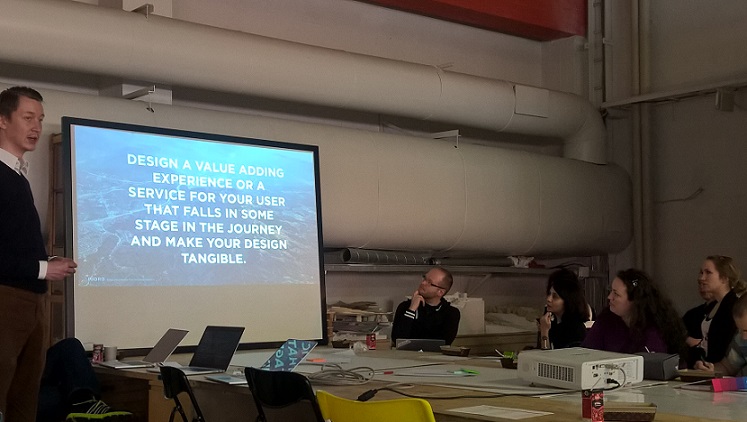 DESIGN A VALUE ADDING
EXPERIENCE OR A
SERVICE FOR YOUR USER
THAT FALLS IN SOME
STAGE IN THE JOURNEY
AND MAKE YOUR DESIGN
TANGIBLE.